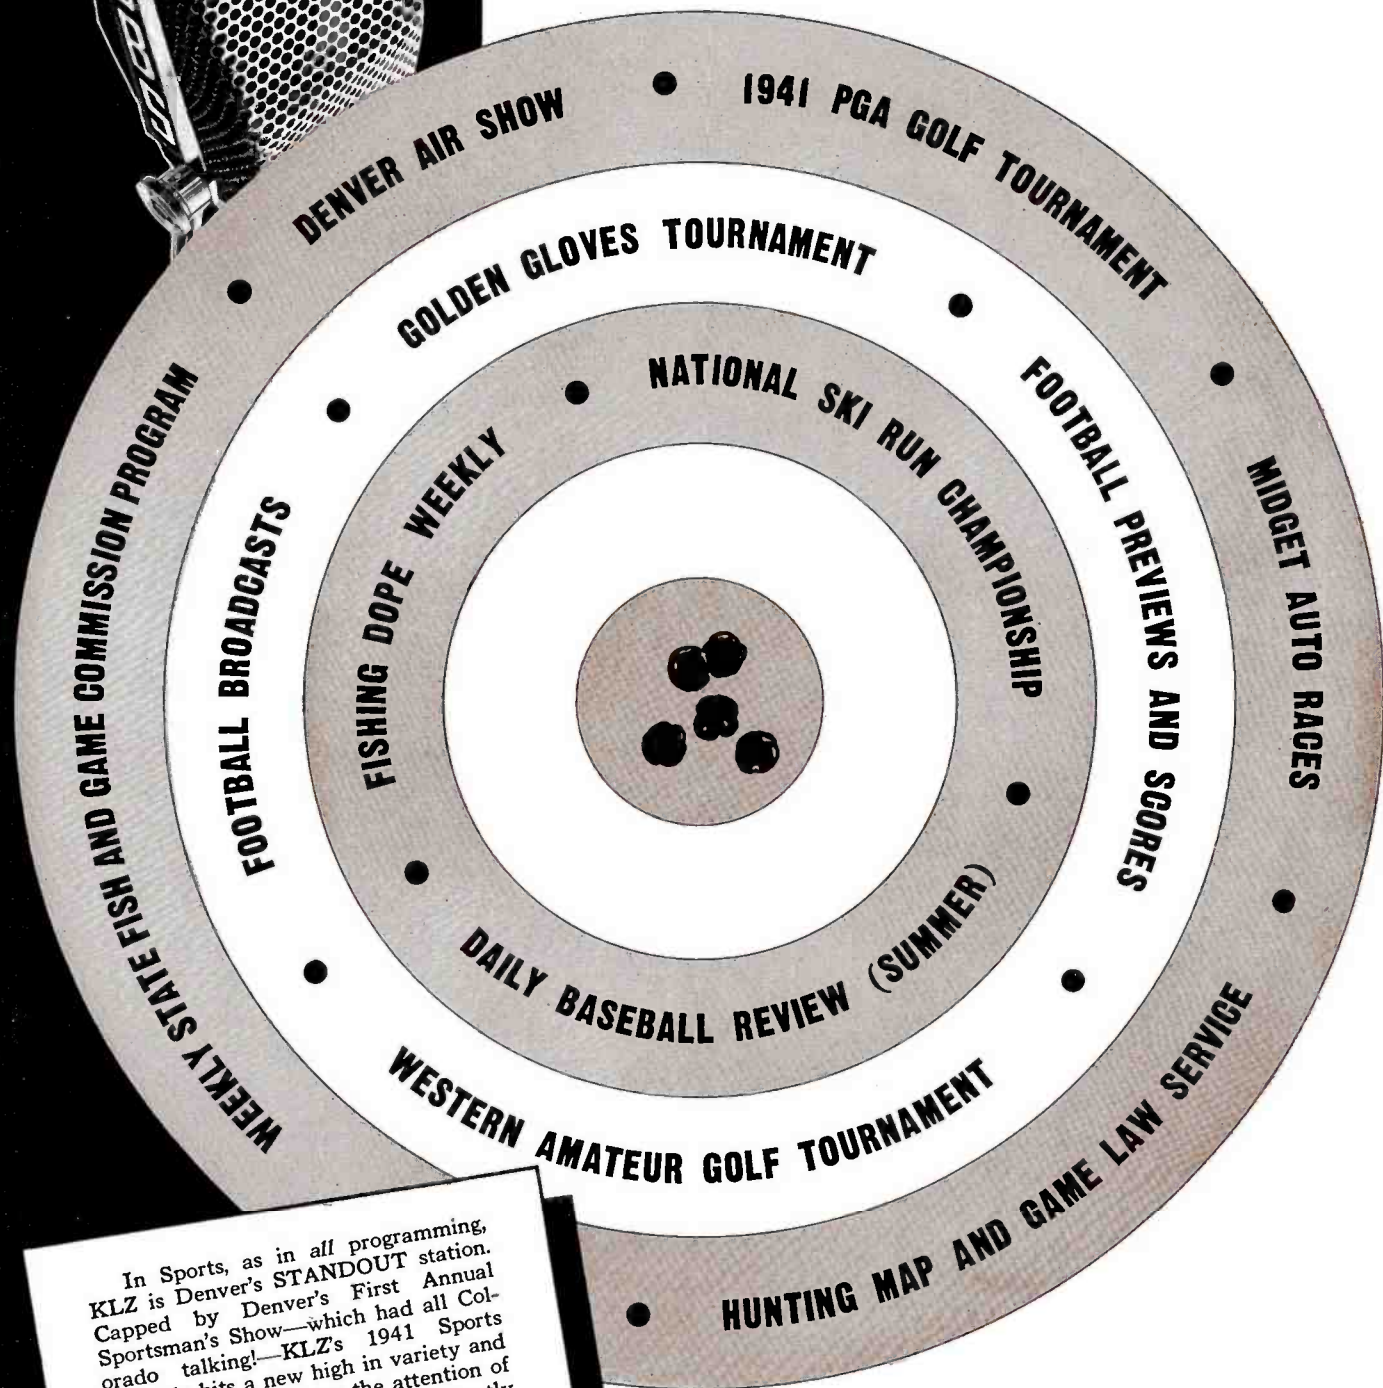 DENVER AIR SHOW
1941 PGA GOLF TOURNAMENT
MIDGET AUTO RACES
HUNTING MAP AND GAME LAW SERVICE
WEEKLY STATE FISH AND GAME COMMISSION PROGRAM
GOLDEN GLOVES TOURNAMENT
FOOTBALL PREVIEWS AND SCORES
WESTERN AMATEUR GOLF TOURNAMENT
FOOTBALL BROADCASTS
NATIONAL SKI RUN CHAMPIONSHIP
DAILY BASEBALL REVIEW (SUMMER)
FISHING DOPE WEEKLY
In Sports, as in all programming,
KLZ is Denver's STANDOUT station.
Capped by Denver's First Annual
Sportsman's Show—which had all Col-
orado talking!—KLZ's 1941 Sports
hits a new high in variety and
the attention of